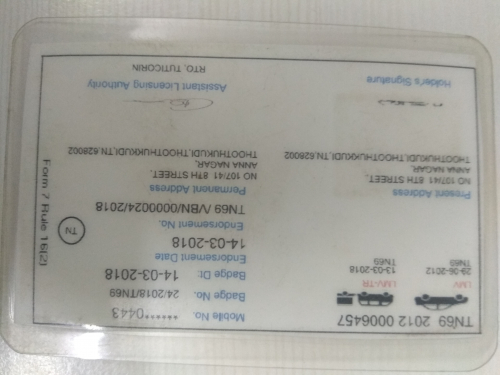 TN69 2012 0006457
LMV
LMV-TR
29-06-2012
13-03-2018
TN69
TN69
Mobile No.
******0443
Badge No.
24/2018/TN69
Badge Dt.
14-03-2018
Endorsement Date
14-03-2018
Endorsement No.
TN69 /VBN/0000024/2018
Present Address
NO 107/41 8TH STREET,
ANNA NAGAR,
THOOTHUKKUDI,TN,628002
Permanent Address
NO 107/41 8TH STREET,
ANNA NAGAR,
THOOTHUKKUDI,TN,628002
Holder's Signature
Assistant Licensing Authority
RTO, TUTICORIN
TN
Form 7 Rule 16(2)